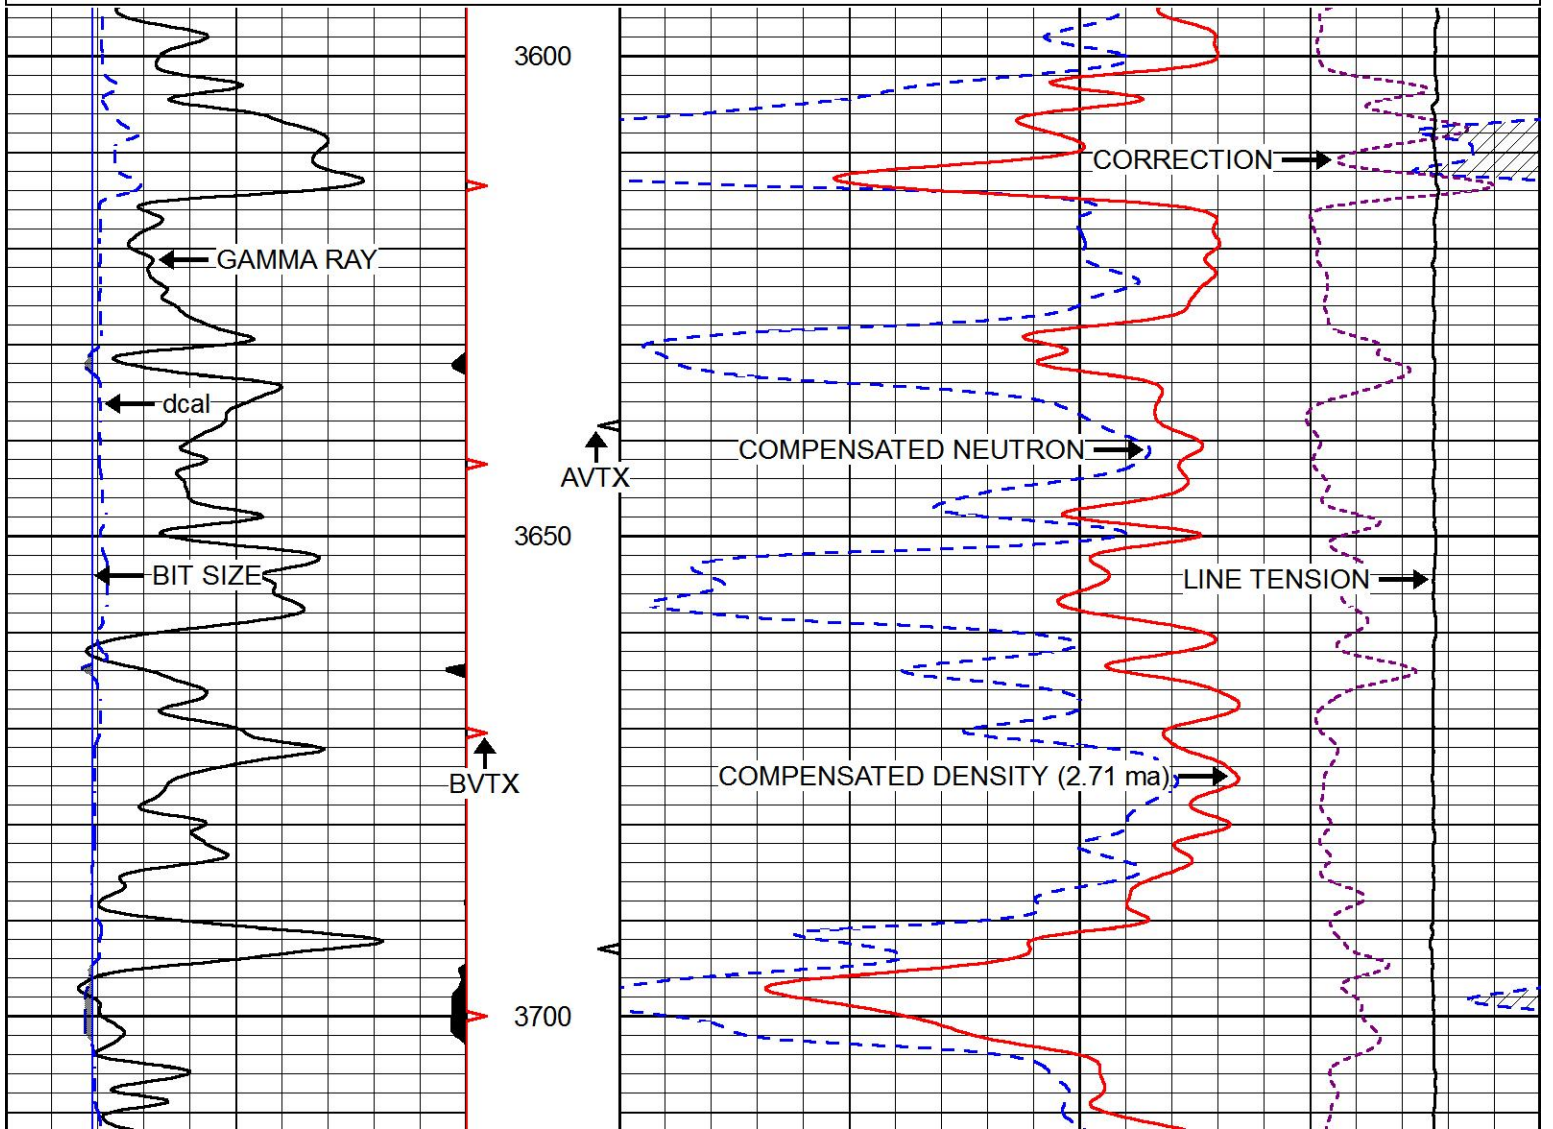 3600
CORRECTION
GAMMA RAY
dcal
COMPENSATED NEUTRON
AVTX
3650
BIT SIZE
LINE TENSION
COMPENSATED DENSITY (2.71 ma)
BVTX
3700